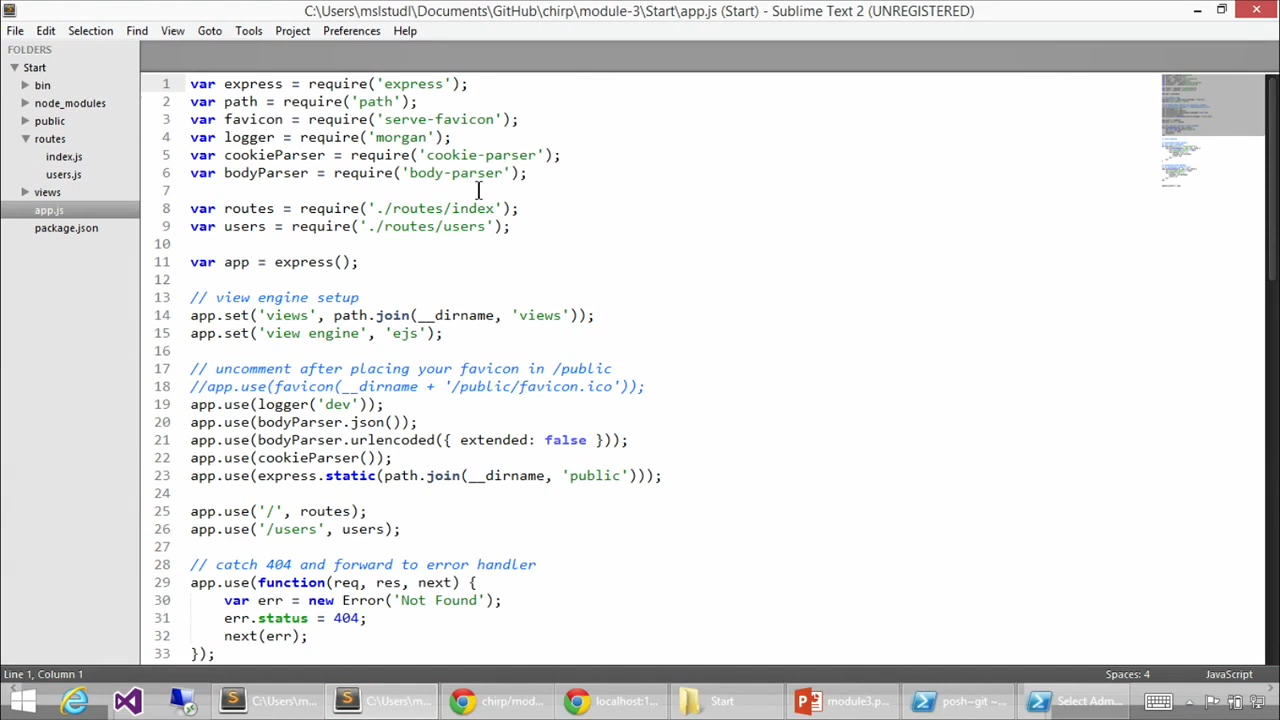 C:\Users\mslstudl\Documents\GitHub\chirp\module-3\Start\app.js (Start) - Sublime Text 2 (UNREGISTERED)
File Edit Selection Find View Goto Tools Project Preferences Help
FOLDERS
Start
bin
node_modules
public
routes
index.js
users.js
views
app.js
package.json
1 var express = require('express');
2 var path = require('path');
3 var favicon = require('serve-favicon');
4 var logger = require('morgan');
5 var cookieParser = require('cookie-parser');
6 var bodyParser = require('body-parser');
7
8 var routes = require('./routes/index');
9 var users = require('./routes/users');
10
11 var app = express();
12
13 // view engine setup
14 app.set('views', path.join(__dirname, 'views'));
15 app.set('view engine', 'ejs');
16
17 // uncomment after placing your favicon in /public
18 //app.use(favicon(__dirname + '/public/favicon.ico'));
19 app.use(logger('dev'));
20 app.use(bodyParser.json());
21 app.use(bodyParser.urlencoded({ extended: false }));
22 app.use(cookieParser());
23 app.use(express.static(path.join(__dirname, 'public')));
24
25 app.use('/', routes);
26 app.use('/users', users);
27
28 // catch 404 and forward to error handler
29 app.use(function(req, res, next) {
30 var err = new Error('Not Found');
31 err.status = 404;
32 next(err);
33 });
Line 1, Column 1 Spaces: 4 JavaScript
C:\Users\m... C:\Users\m... chirp/mod... localhost:1... Start module3.p... posh~git ~... Select Adm...